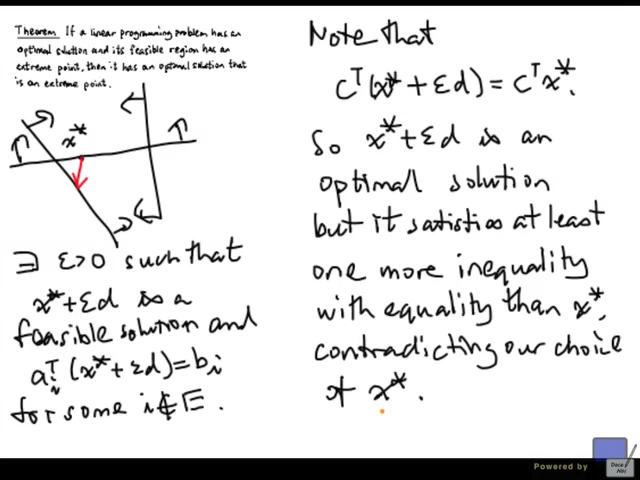 Theorem If a linear programming problem has an
optimal solution and its feasible region has an
extreme point, then it has an optimal solution that
is an extreme point.
x*
∃ ε>0 such that
x*+εd is a
feasible solution and
aᵢᵀ(x*+εd)=bᵢ
for some i∉E.
Note that
cᵀ(x*+εd)=cᵀx*.
So x*+εd is an
optimal solution
but it satisfies at least
one more inequality
with equality than x*,
contradicting our choice
of x*.
Powered by